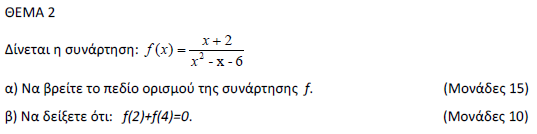 ΘΕΜΑ 2
Δίνεται η συνάρτηση: f(x) = (x + 2) / (x² - x - 6)
α) Να βρείτε το πεδίο ορισμού της συνάρτησης f. (Μονάδες 15)
β) Να δείξετε ότι: f(2)+f(4)=0. (Μονάδες 10)